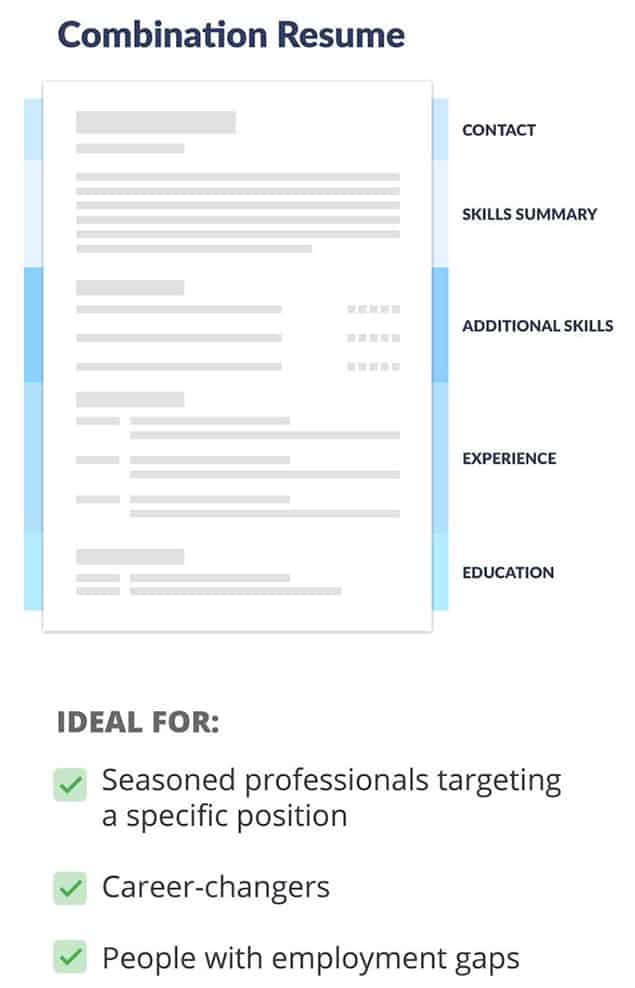 Combination Resume
CONTACT
SKILLS SUMMARY
ADDITIONAL SKILLS
EXPERIENCE
EDUCATION
IDEAL FOR:
Seasoned professionals targeting
a specific position
Career-changers
People with employment gaps